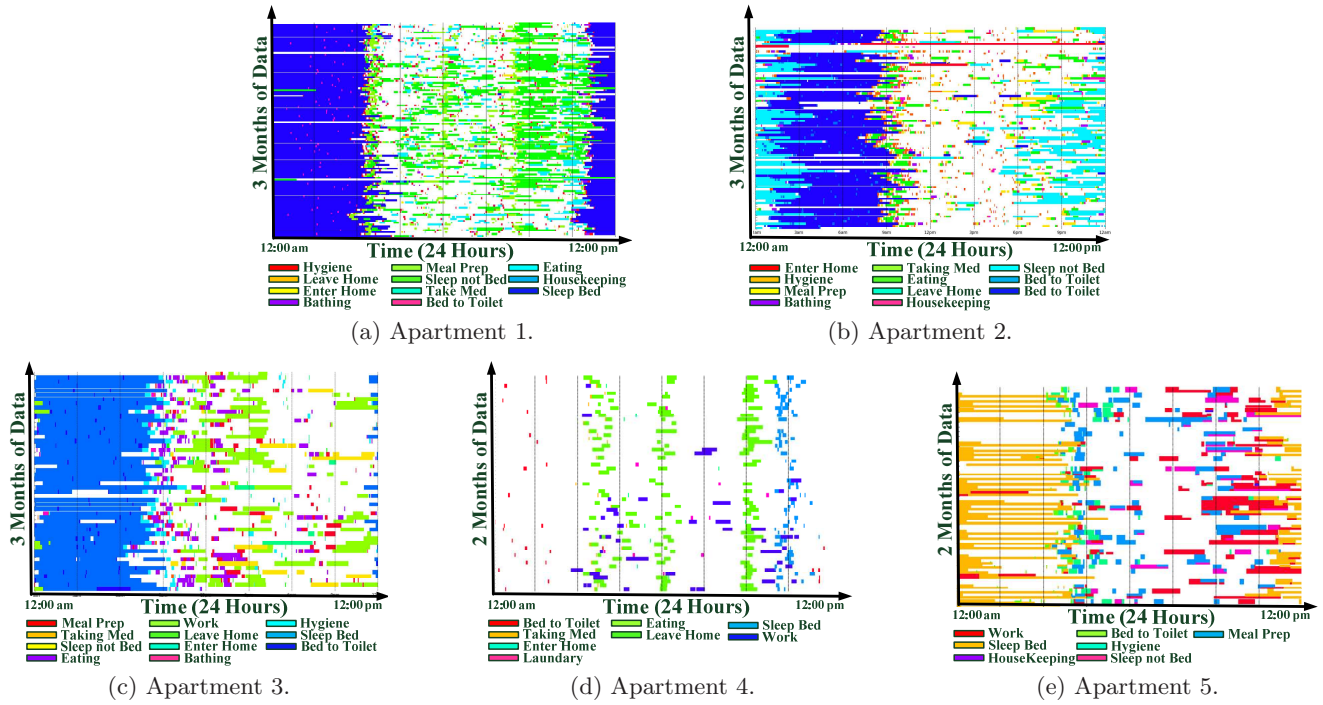 3 Months of Data
12:00 am
Time (24 Hours)
12:00 pm
Hygiene
Leave Home
Enter Home
Bathing
Meal Prep
Sleep not Bed
Take Med
Bed to Toilet
Eating
Housekeeping
Sleep Bed
(a) Apartment 1.
3 Months of Data
3am
6am
9am
12pm
3pm
6pm
9pm
12am
12:00 am
Time (24 Hours)
12:00 pm
Enter Home
Hygiene
Meal Prep
Bathing
Taking Med
Eating
Leave Home
Housekeeping
Sleep not Bed
Bed to Toilet
Bed to Toilet
(b) Apartment 2.
3 Months of Data
12:00 am
Time (24 Hours)
12:00 pm
Meal Prep
Taking Med
Sleep not Bed
Eating
Work
Leave Home
Enter Home
Bathing
Hygiene
Sleep Bed
Bed to Toilet
(c) Apartment 3.
2 Months of Data
12:00 am
Time (24 Hours)
12:00 pm
Bed to Toilet
Taking Med
Enter Home
Laundary
Eating
Leave Home
Sleep Bed
Work
(d) Apartment 4.
2 Months of Data
12:00 am
Time (24 Hours)
12:00 pm
Work
Sleep Bed
HouseKeeping
Bed to Toilet
Hygiene
Sleep not Bed
Meal Prep
(e) Apartment 5.